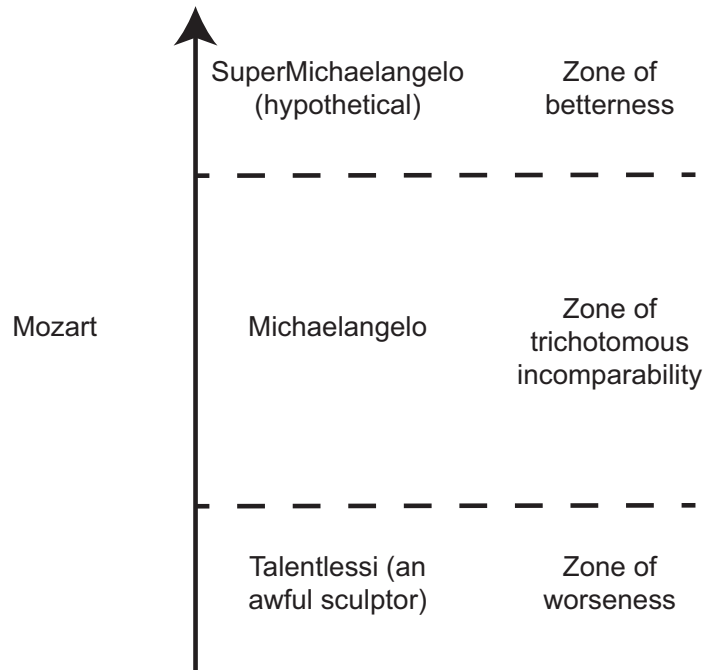 SuperMichaelangelo
(hypothetical)
Zone of
betterness
Mozart
Michaelangelo
Zone of
trichotomous
incomparability
Talentlessi (an
awful sculptor)
Zone of
worseness